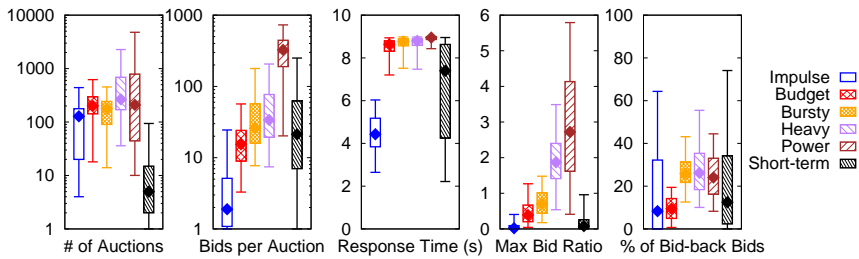 10000
1000
100
10
1
# of Auctions
1000
100
10
1
Bids per Auction
10
8
6
4
2
0
Response Time (s)
6
5
4
3
2
1
0
Max Bid Ratio
100
80
60
40
20
0
% of Bid-back Bids
Impulse
Budget
Bursty
Heavy
Power
Short-term